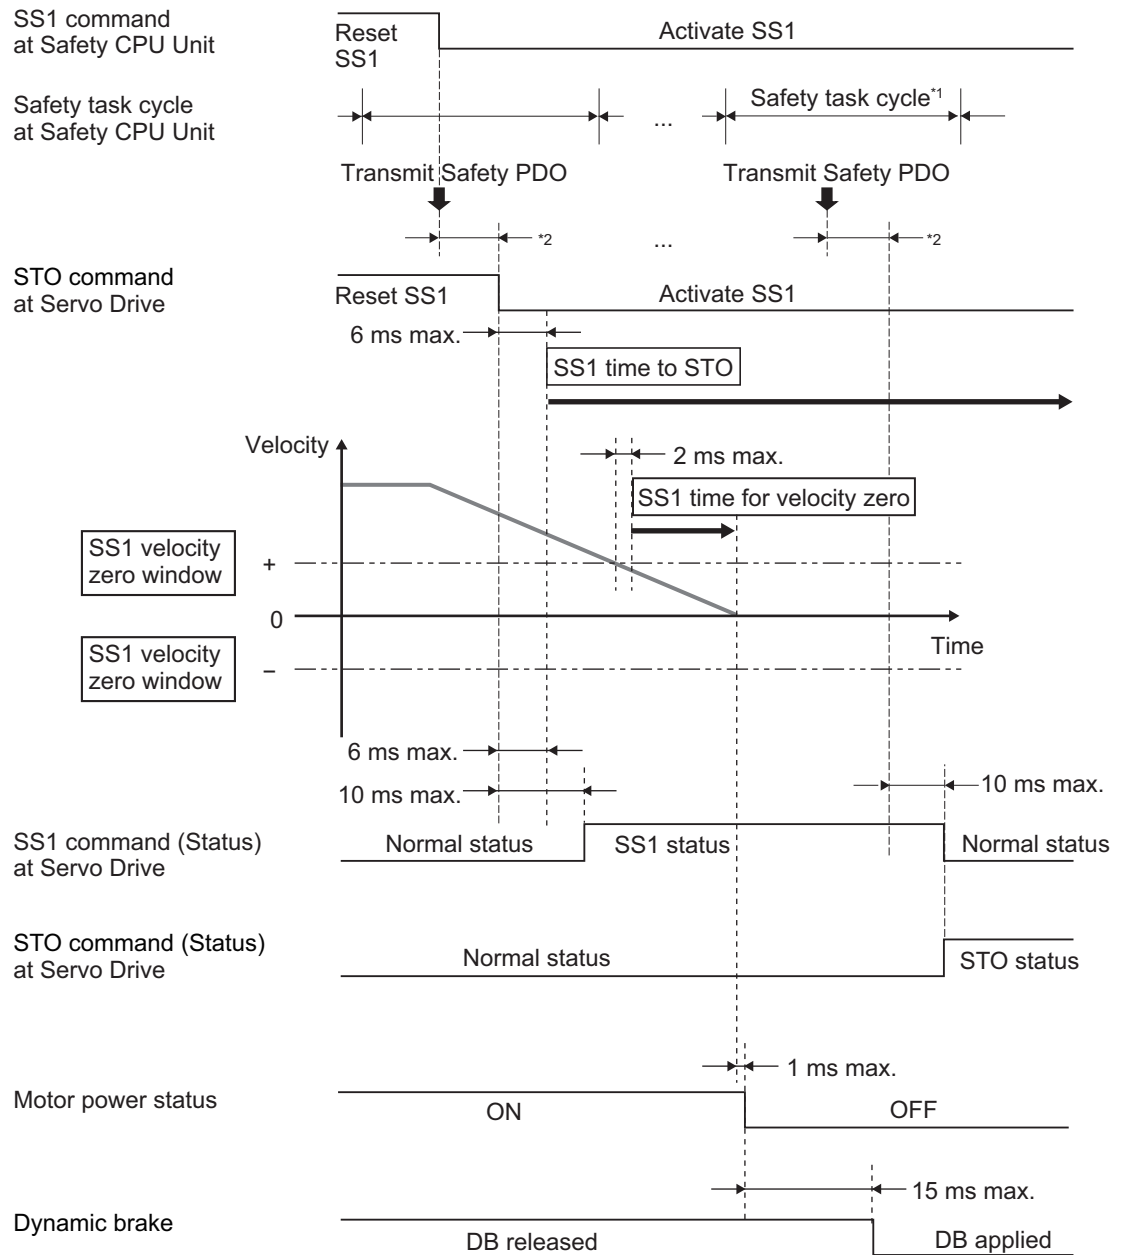 SS1 command
at Safety CPU Unit
Reset
SS1
Activate SS1
Safety task cycle
at Safety CPU Unit
...
Safety task cycle*1
Transmit Safety PDO
Transmit Safety PDO
*2
...
*2
STO command
at Servo Drive
Reset SS1
Activate SS1
6 ms max.
SS1 time to STO
Velocity
2 ms max.
SS1 time for velocity zero
SS1 velocity
zero window
+
0
Time
SS1 velocity
zero window
−
6 ms max.
10 ms max.
10 ms max.
SS1 command (Status)
at Servo Drive
Normal status
SS1 status
Normal status
STO command (Status)
at Servo Drive
Normal status
STO status
1 ms max.
Motor power status
ON
OFF
15 ms max.
Dynamic brake
DB released
DB applied